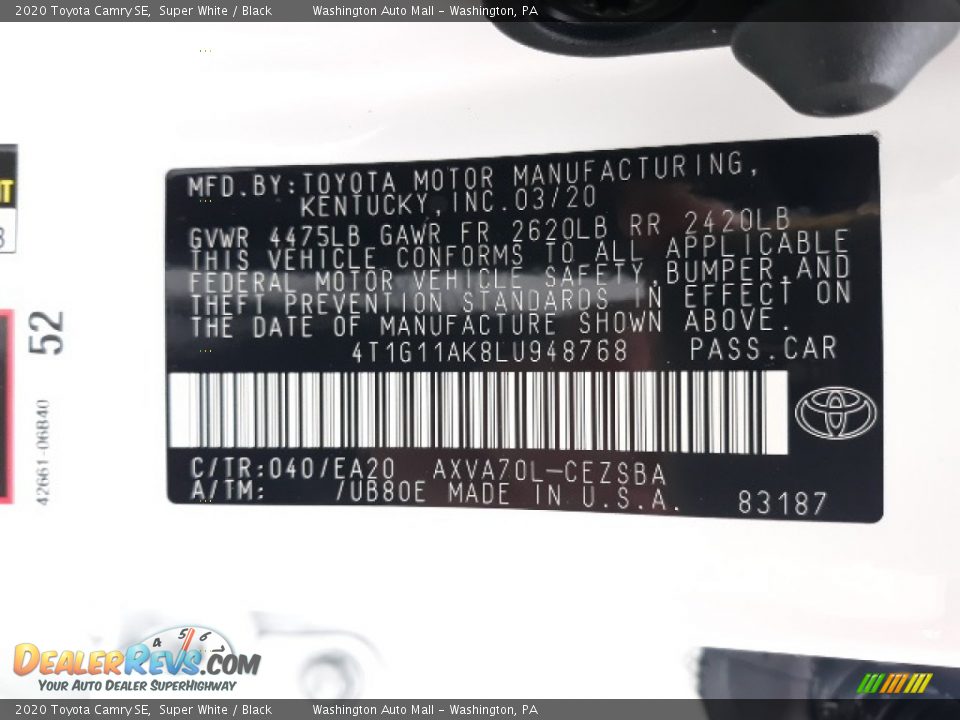 2020 Toyota Camry SE, Super White / Black Washington Auto Mall - Washington, PA
MFD.BY:TOYOTA MOTOR MANUFACTURING,
KENTUCKY,INC.03/20
GVWR 4475LB GAWR FR 2620LB RR 2420LB
THIS VEHICLE CONFORMS TO ALL APPLICABLE
FEDERAL MOTOR VEHICLE SAFETY,BUMPER,AND
THEFT PREVENTION STANDARDS IN EFFECT ON
THE DATE OF MANUFACTURE SHOWN ABOVE.
4T1G11AK8LU948768 PASS.CAR
C/TR:040/EA20 AXVA70L-CEZSBA
A/TM: /UB80E MADE IN U.S.A. 83187
52
42661-06B40
4 5 6
DEALERREVS.COM
YOUR AUTO DEALER SUPERHIGHWAY
2020 Toyota Camry SE, Super White / Black Washington Auto Mall - Washington, PA